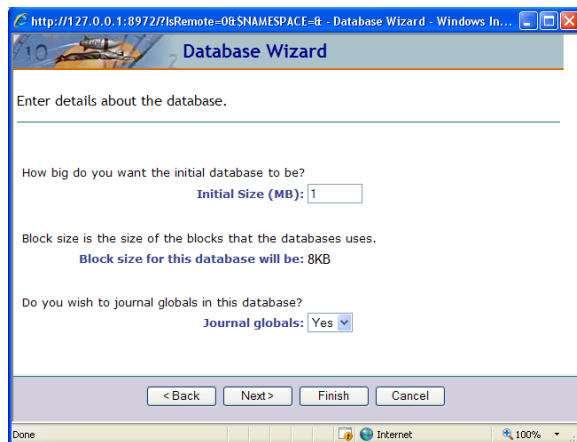 http://127.0.0.1:8972/?IsRemote=0&$NAMESPACE=& - Database Wizard - Windows In...
10
2
Database Wizard
Enter details about the database.
How big do you want the initial database to be?
Initial Size (MB): 1
Block size is the size of the blocks that the databases uses.
Block size for this database will be: 8KB
Do you wish to journal globals in this database?
Journal globals: Yes
< Back Next > Finish Cancel
Done Internet 100%